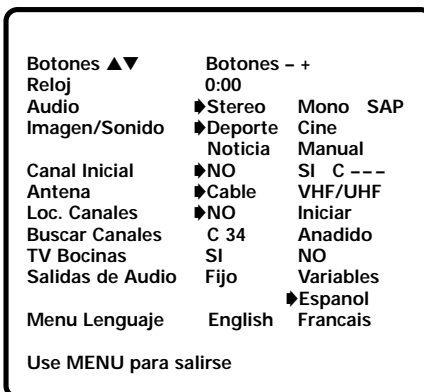 Botones ▲▼ Botones – +
Reloj 0:00
Audio ➧Stereo Mono SAP
Imagen/Sonido ➧Deporte Cine
Noticia Manual
Canal Inicial ➧NO SI C – – –
Antena ➧Cable VHF/UHF
Loc. Canales ➧NO Iniciar
Buscar Canales C 34 Anadido
TV Bocinas SI NO
Salidas de Audio Fijo Variables
➧Espanol
Menu Lenguaje English Francais
Use MENU para salirse